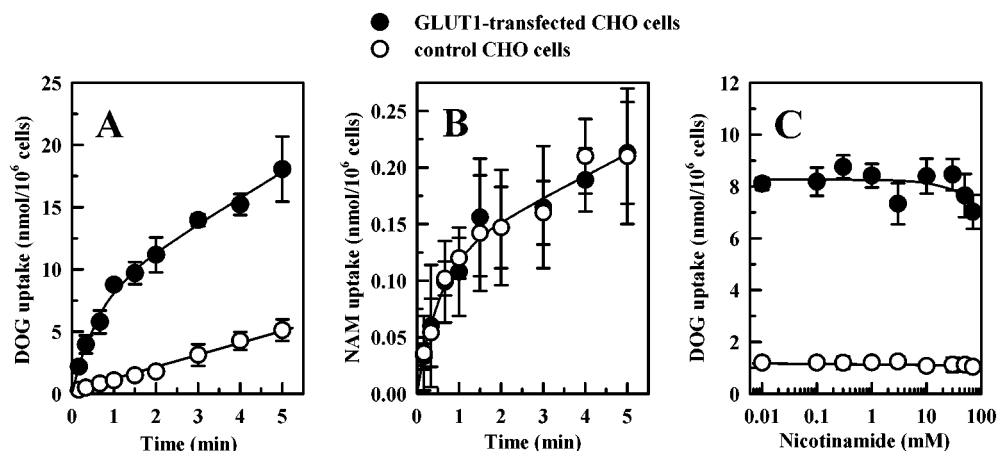 GLUT1-transfected CHO cells
control CHO cells
A
DOG uptake (nmol/10⁶ cells)
25
20
15
10
5
0
0 1 2 3 4 5
Time (min)
B
NAM uptake (nmol/10⁶ cells)
0.25
0.20
0.15
0.10
0.05
0.00
0 1 2 3 4 5
Time (min)
C
DOG uptake (nmol/10⁶ cells)
12
10
8
6
4
2
0
0.01 0.1 1 10 100
Nicotinamide (mM)